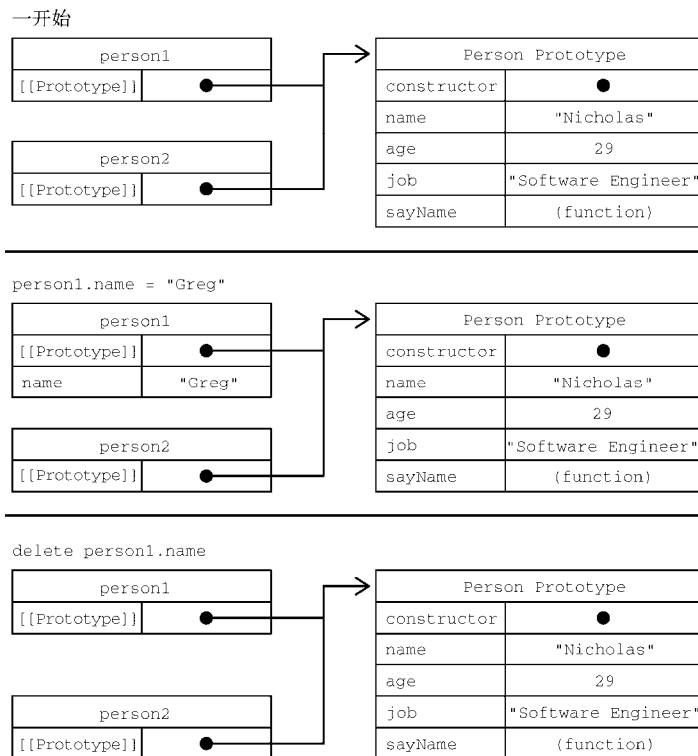 一开始
person1
[[Prototype]]
person2
[[Prototype]]
Person Prototype
constructor
name "Nicholas"
age 29
job "Software Engineer"
sayName (function)
person1.name = "Greg"
person1
[[Prototype]]
name "Greg"
person2
[[Prototype]]
Person Prototype
constructor
name "Nicholas"
age 29
job "Software Engineer"
sayName (function)
delete person1.name
person1
[[Prototype]]
person2
[[Prototype]]
Person Prototype
constructor
name "Nicholas"
age 29
job "Software Engineer"
sayName (function)